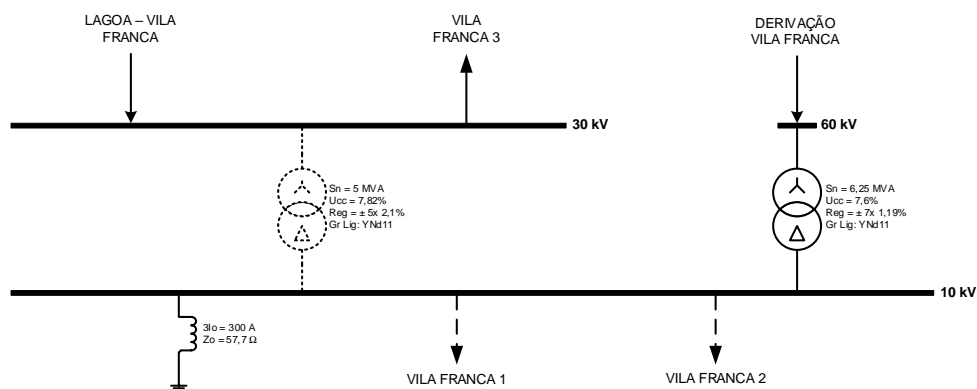 LAGOA – VILA
FRANCA
VILA
FRANCA 3
DERIVAÇÃO
VILA FRANCA
30 kV
60 kV
Sn = 5 MVA
Ucc = 7,82%
Reg = ± 5x 2,1%
Gr Lig: YNd11
Sn = 6,25 MVA
Ucc = 7,6%
Reg = ± 7x 1,19%
Gr Lig: YNd11
10 kV
3Io = 300 A
Zo = 57,7 Ω
VILA FRANCA 1
VILA FRANCA 2